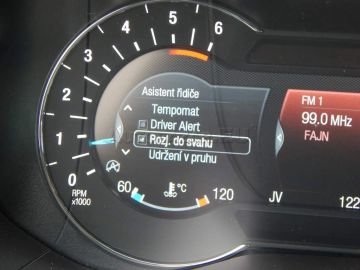 6
5
4
3
2
1
0
RPM
x1000
Asistent řidiče
Tempomat
Driver Alert
Rozj. do svahu
Udržení v pruhu
60 °C 120
FM 1
99.0 MHz
FAJN
JV 122